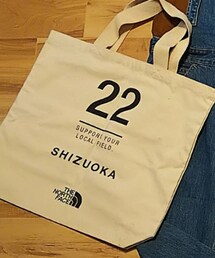 22
SUPPORT YOUR
LOCAL FIELD.
SHIZUOKA
THE
NORTH
FACE